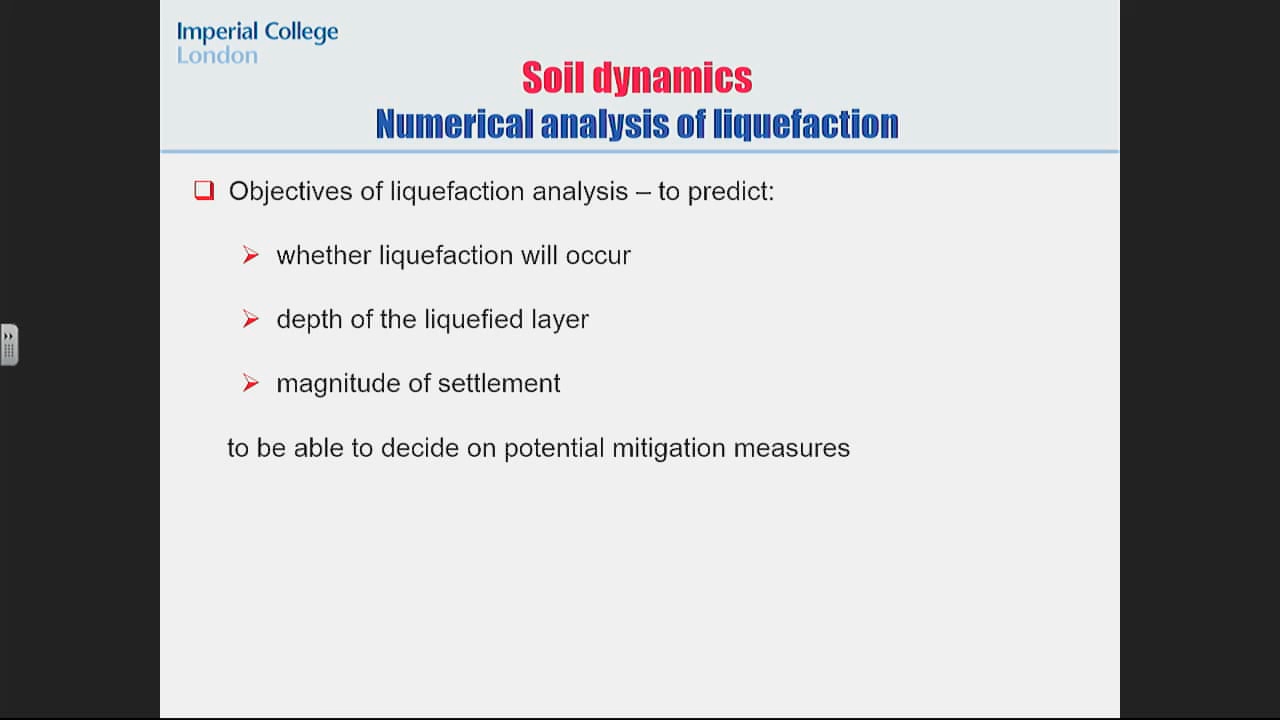 Imperial College
London
Soil dynamics
Numerical analysis of liquefaction
Objectives of liquefaction analysis – to predict:
whether liquefaction will occur
depth of the liquefied layer
magnitude of settlement
to be able to decide on potential mitigation measures